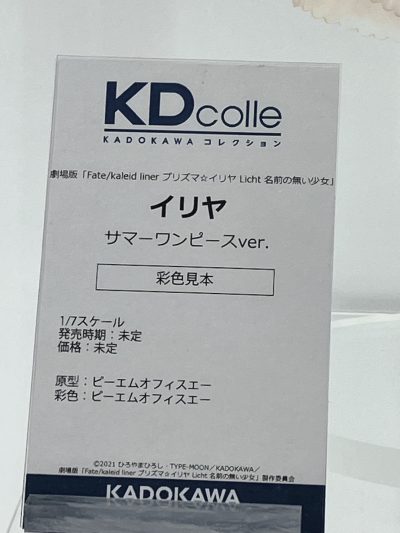 KDcolle
KADOKAWA コレクション
劇場版「Fate/kaleid liner プリズマ☆イリヤ Licht 名前の無い少女」
イリヤ
サマーワンピースver.
彩色見本
1/7スケール
発売時期：未定
価格：未定
原型：ピーエムオフィスエー
彩色：ピーエムオフィスエー
©2021 ひろやまひろし・TYPE-MOON／KADOKAWA／
劇場版「Fate/kaleid liner プリズマ☆イリヤ Licht 名前の無い少女」製作委員会
KADOKAWA